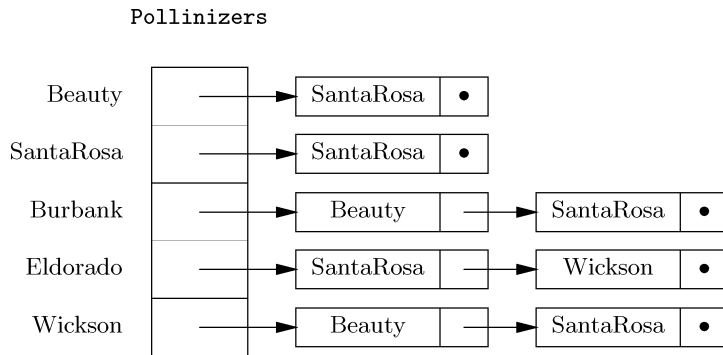 Pollinizers
Beauty SantaRosa
SantaRosa SantaRosa
Burbank Beauty SantaRosa
Eldorado SantaRosa Wickson
Wickson Beauty SantaRosa